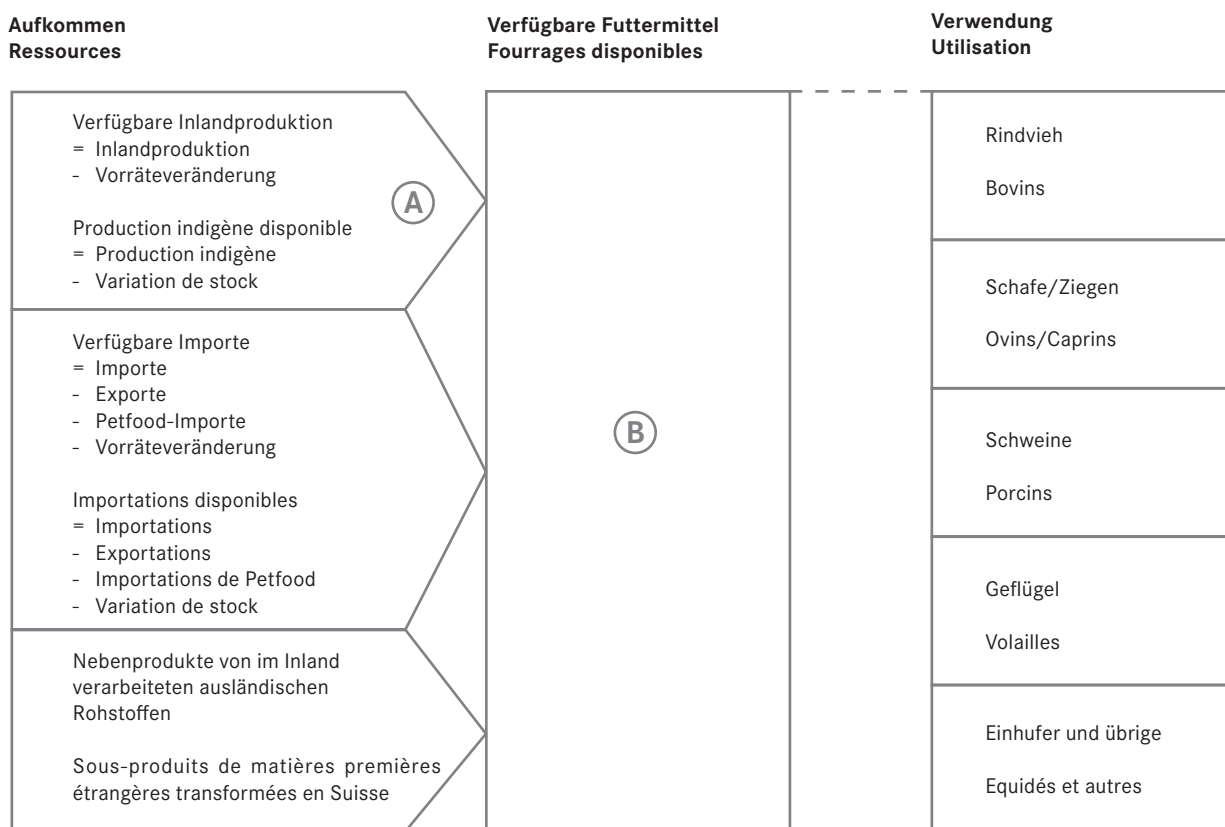 Aufkommen
Ressources
Verfügbare Inlandproduktion
= Inlandproduktion
- Vorräteveränderung
Production indigène disponible
= Production indigène
- Variation de stock
A
Verfügbare Importe
= Importe
- Exporte
- Petfood-Importe
- Vorräteveränderung
Importations disponibles
= Importations
- Exportations
- Importations de Petfood
- Variation de stock
Nebenprodukte von im Inland
verarbeiteten ausländischen
Rohstoffen
Sous-produits de matières premières
étrangères transformées en Suisse
Verfügbare Futtermittel
Fourrages disponibles
B
Verwendung
Utilisation
Rindvieh
Bovins
Schafe/Ziegen
Ovins/Caprins
Schweine
Porcins
Geflügel
Volailles
Einhufer und übrige
Equidés et autres